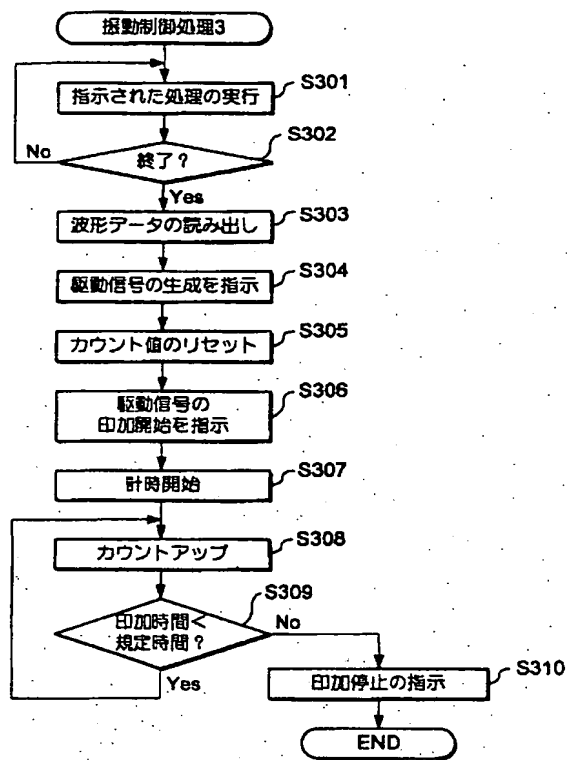 振動制御処理3
指示された処理の実行
S301
終了？
S302
No
Yes
波形データの読み出し
S303
駆動信号の生成を指示
S304
カウント値のリセット
S305
駆動信号の
印加開始を指示
S306
計時開始
S307
カウントアップ
S308
印加時間<
規定時間？
S309
No
Yes
印加停止の指示
S310
END